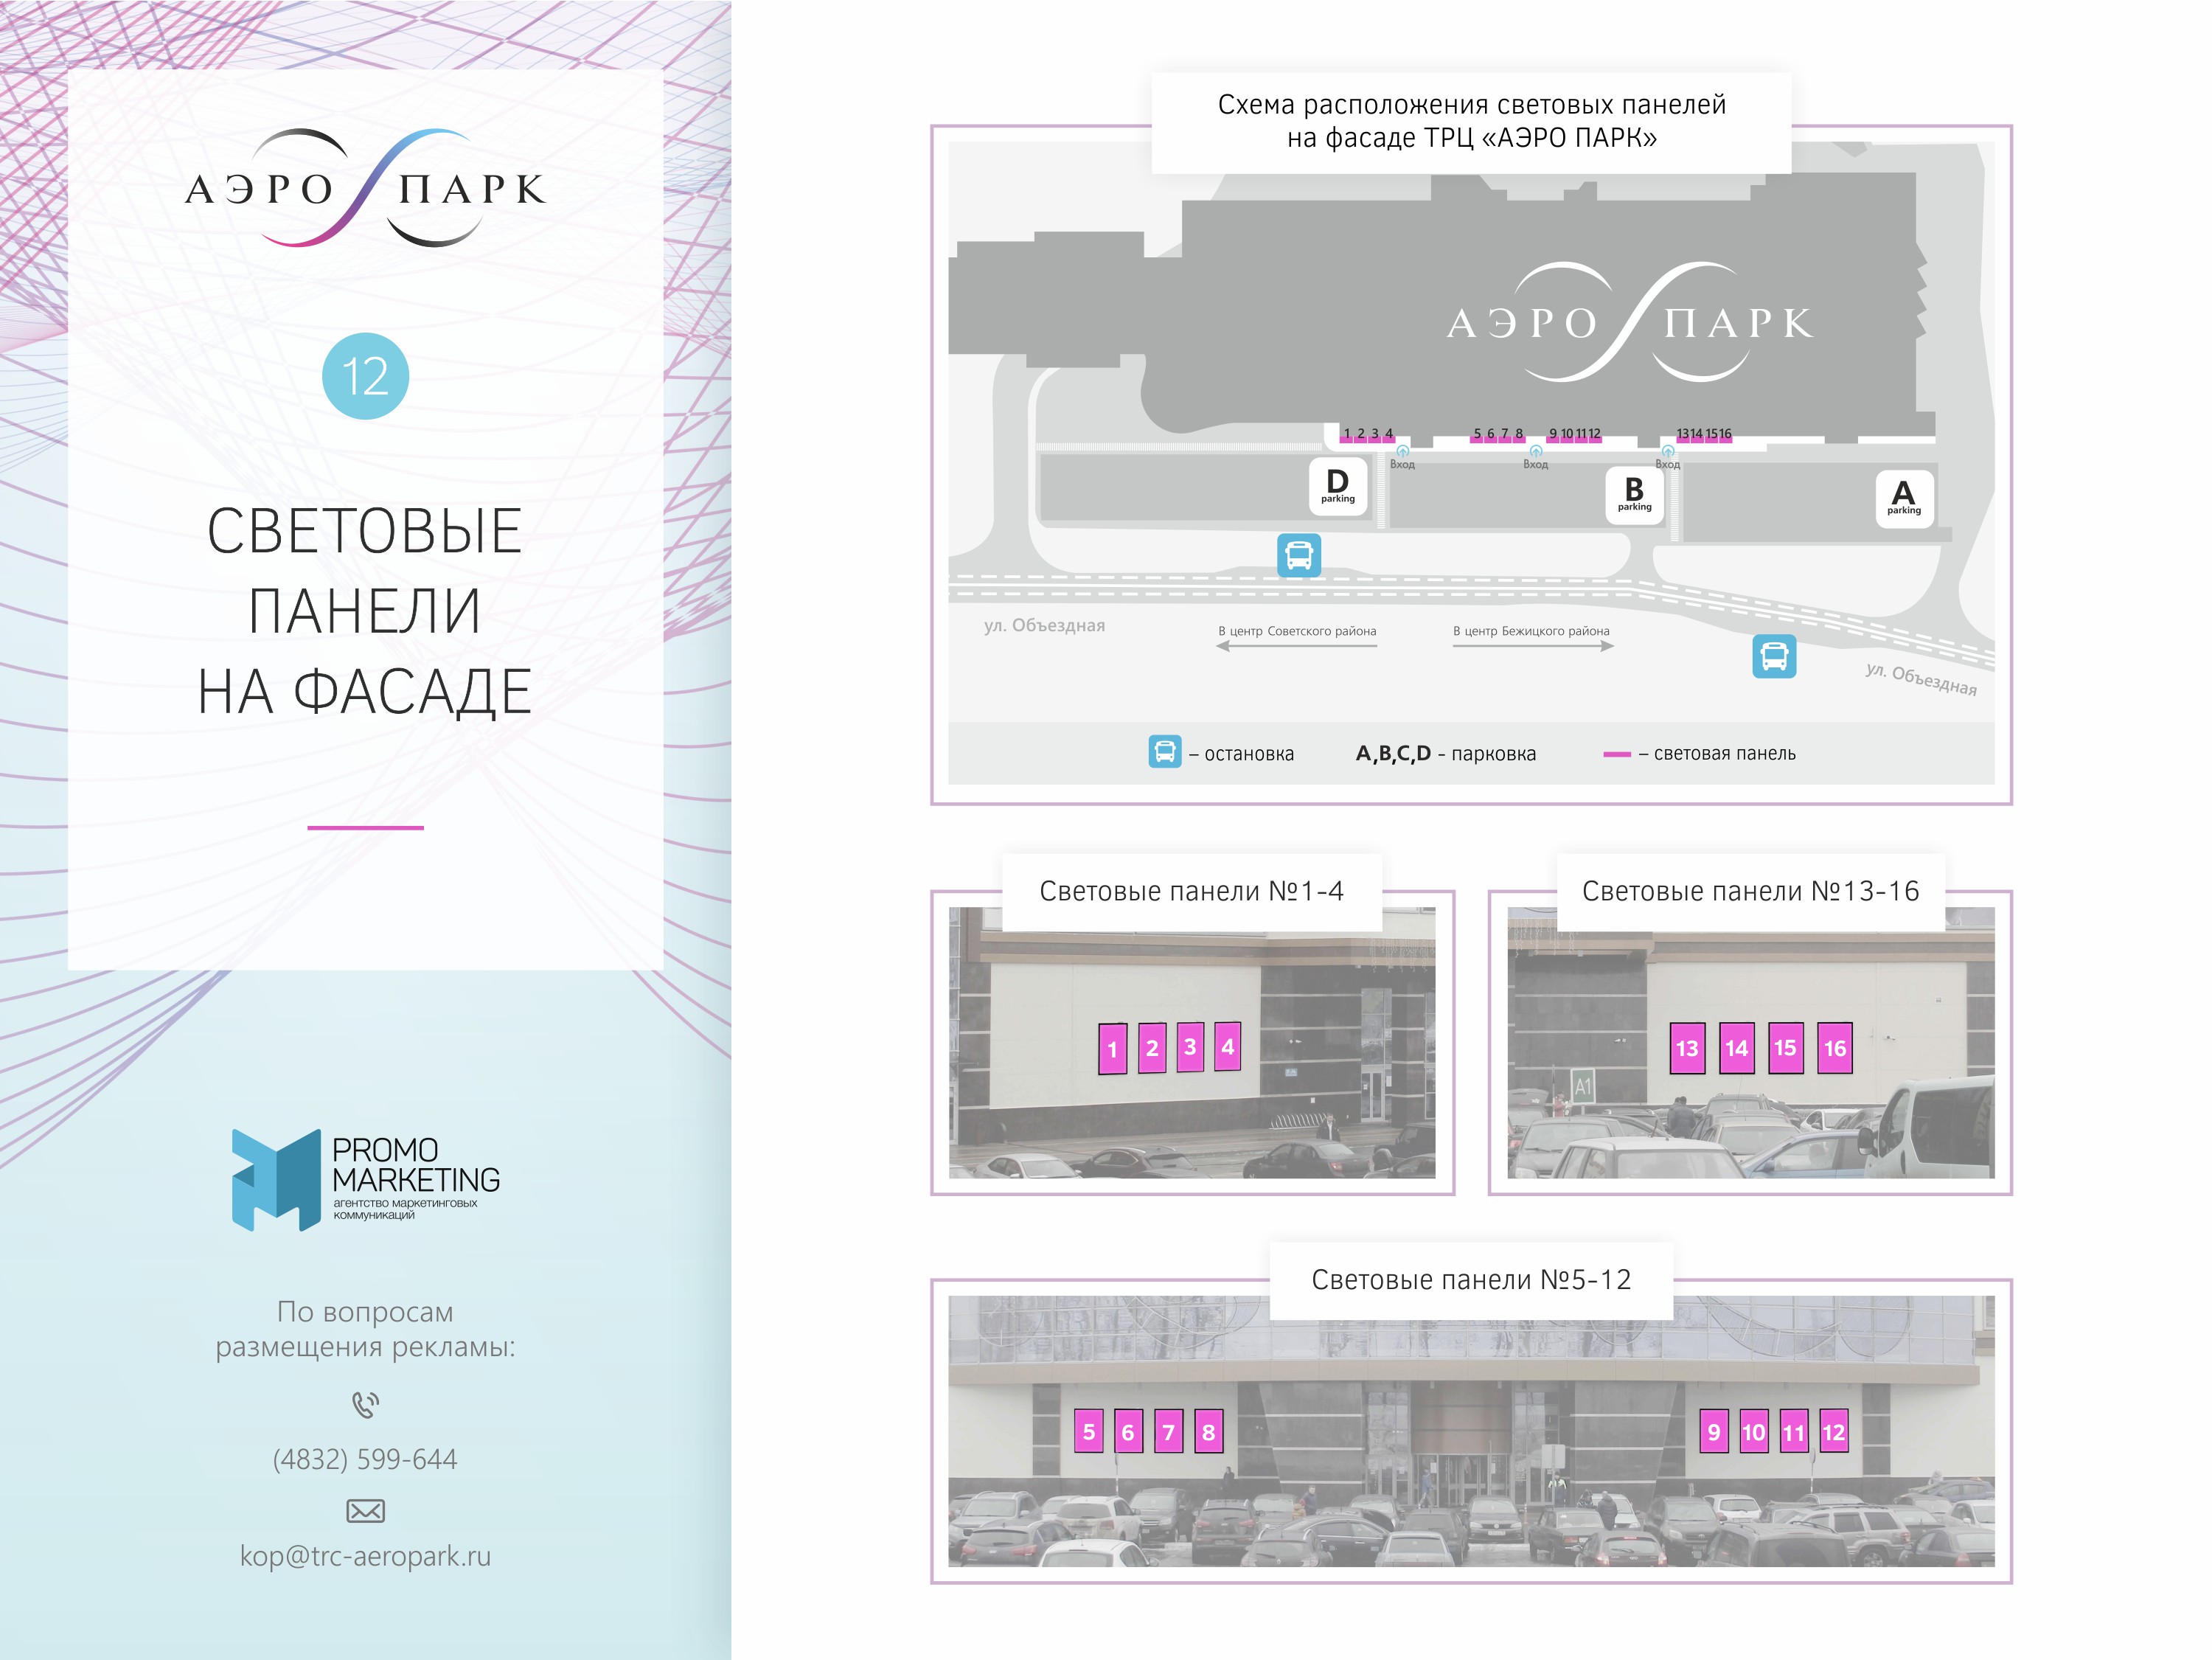 АЭРО ПАРК
12
СВЕТОВЫЕ
ПАНЕЛИ
НА ФАСАДЕ
PROMO
MARKETING
агентство маркетинговых
коммуникаций
По вопросам
размещения рекламы:
(4832) 599-644
kop@trc-aeropark.ru
Схема расположения световых панелей
на фасаде ТРЦ «АЭРО ПАРК»
АЭРО ПАРК
1 2 3 4 5 6 7 8 9 10 11 12 13 14 15 16
Вход Вход Вход
D
parking
B
parking
A
parking
ул. Объездная
В центр Советского района
В центр Бежицкого района
ул. Объездная
– остановка
A,B,C,D - парковка
– световая панель
Световые панели №1-4
1 2 3 4
Световые панели №13-16
13 14 15 16
A1
Световые панели №5-12
5 6 7 8 9 10 11 12